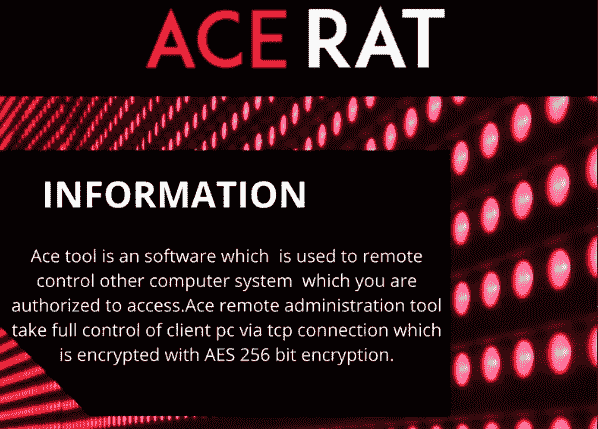 ACE RAT
INFORMATION
Ace tool is an software which is used to remote
control other computer system which you are
authorized to access.Ace remote administration tool
take full control of client pc via tcp connection which
is encrypted with AES 256 bit encryption.